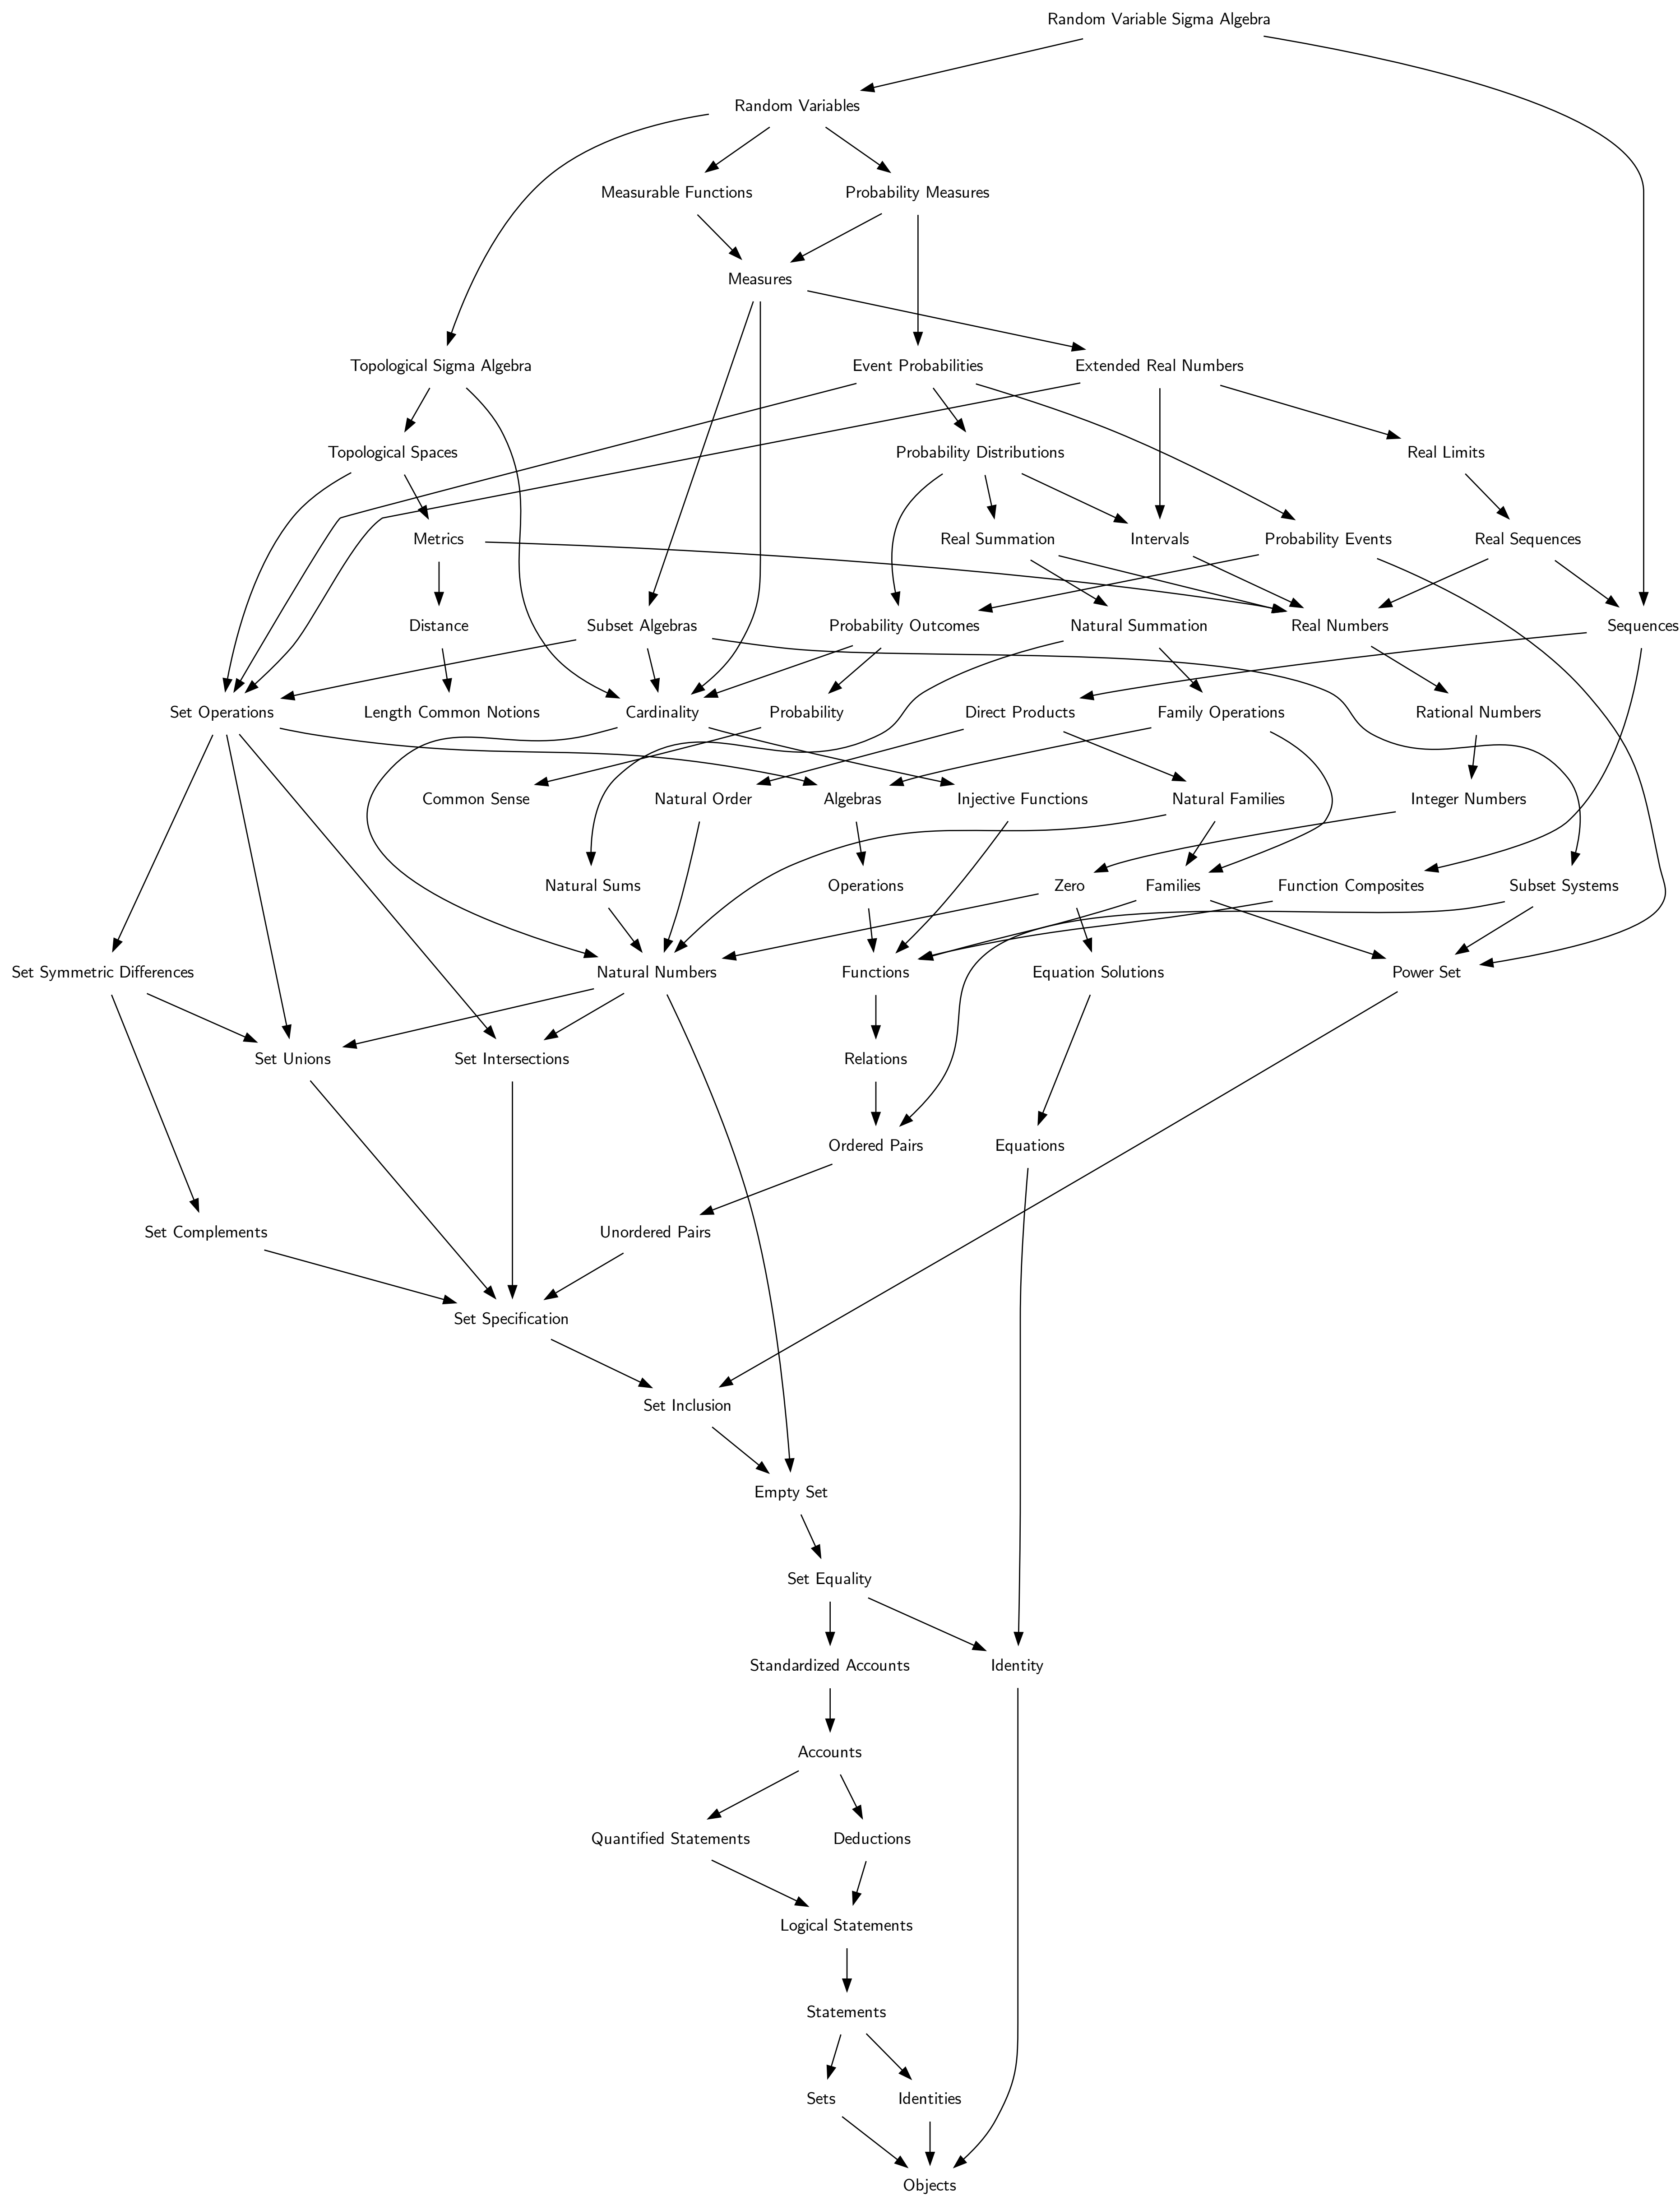 Random Variable Sigma Algebra
Random Variables
Measurable Functions
Probability Measures
Measures
Topological Sigma Algebra
Event Probabilities
Extended Real Numbers
Topological Spaces
Probability Distributions
Real Limits
Metrics
Real Summation
Intervals
Probability Events
Real Sequences
Distance
Subset Algebras
Probability Outcomes
Natural Summation
Real Numbers
Sequences
Set Operations
Length Common Notions
Cardinality
Probability
Direct Products
Family Operations
Rational Numbers
Common Sense
Natural Order
Algebras
Injective Functions
Natural Families
Integer Numbers
Natural Sums
Operations
Zero
Families
Function Composites
Subset Systems
Set Symmetric Differences
Natural Numbers
Functions
Equation Solutions
Power Set
Set Unions
Set Intersections
Relations
Ordered Pairs
Equations
Set Complements
Unordered Pairs
Set Specification
Set Inclusion
Empty Set
Set Equality
Standardized Accounts
Identity
Accounts
Quantified Statements
Deductions
Logical Statements
Statements
Sets
Identities
Objects